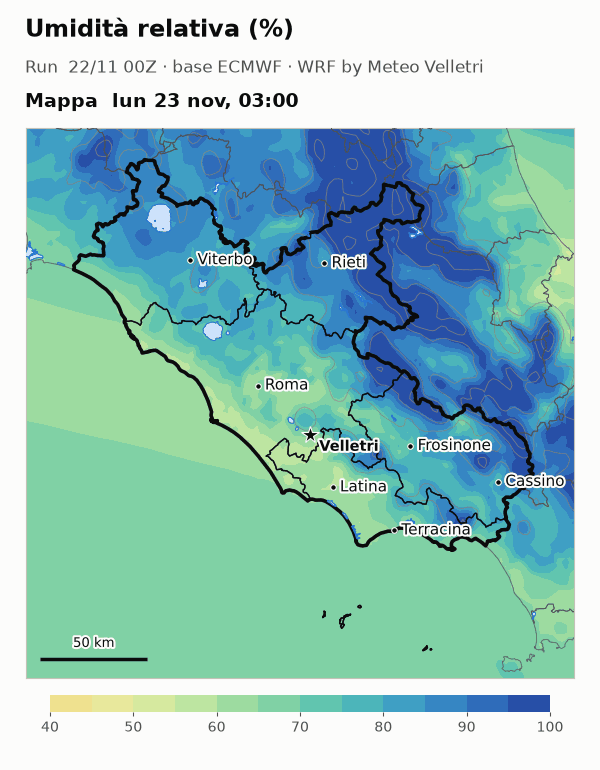 Umidità relativa (%)
Run  22/11 00Z · base ECMWF · WRF by Meteo Velletri
Mappa  lun 23 nov, 03:00
Viterbo
Rieti
Roma
Velletri
Frosinone
Latina
Cassino
Terracina
50 km
40 50 60 70 80 90 100